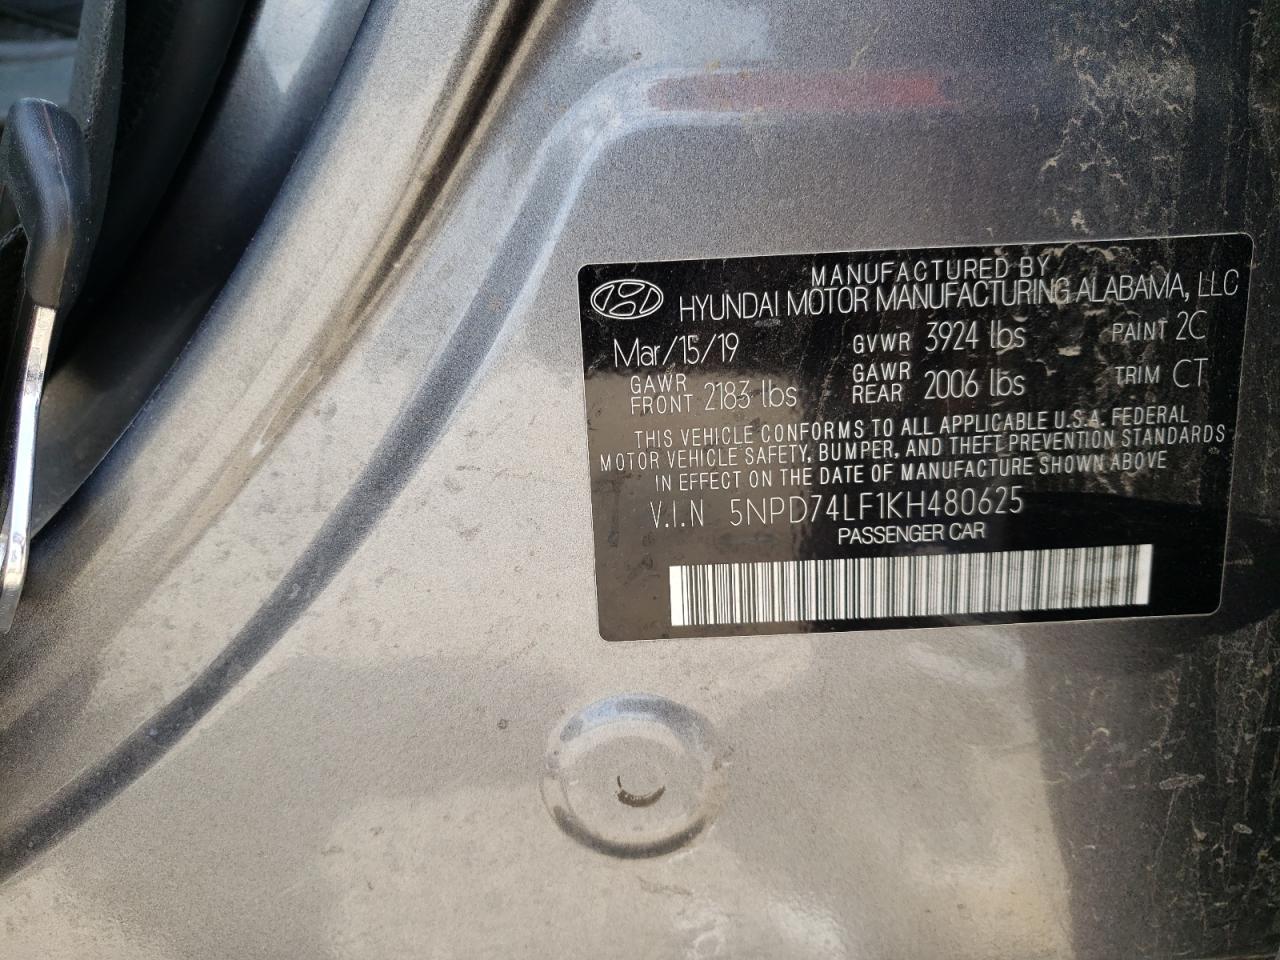 MANUFACTURED BY
HYUNDAI MOTOR MANUFACTURING ALABAMA, LLC
Mar/15/19 GVWR 3924 lbs PAINT 2C
GAWR FRONT 2183 lbs GAWR REAR 2006 lbs TRIM CT
THIS VEHICLE CONFORMS TO ALL APPLICABLE U.S.A. FEDERAL
MOTOR VEHICLE SAFETY, BUMPER, AND THEFT PREVENTION STANDARDS
IN EFFECT ON THE DATE OF MANUFACTURE SHOWN ABOVE
V.I.N 5NPD74LF1KH480625
PASSENGER CAR